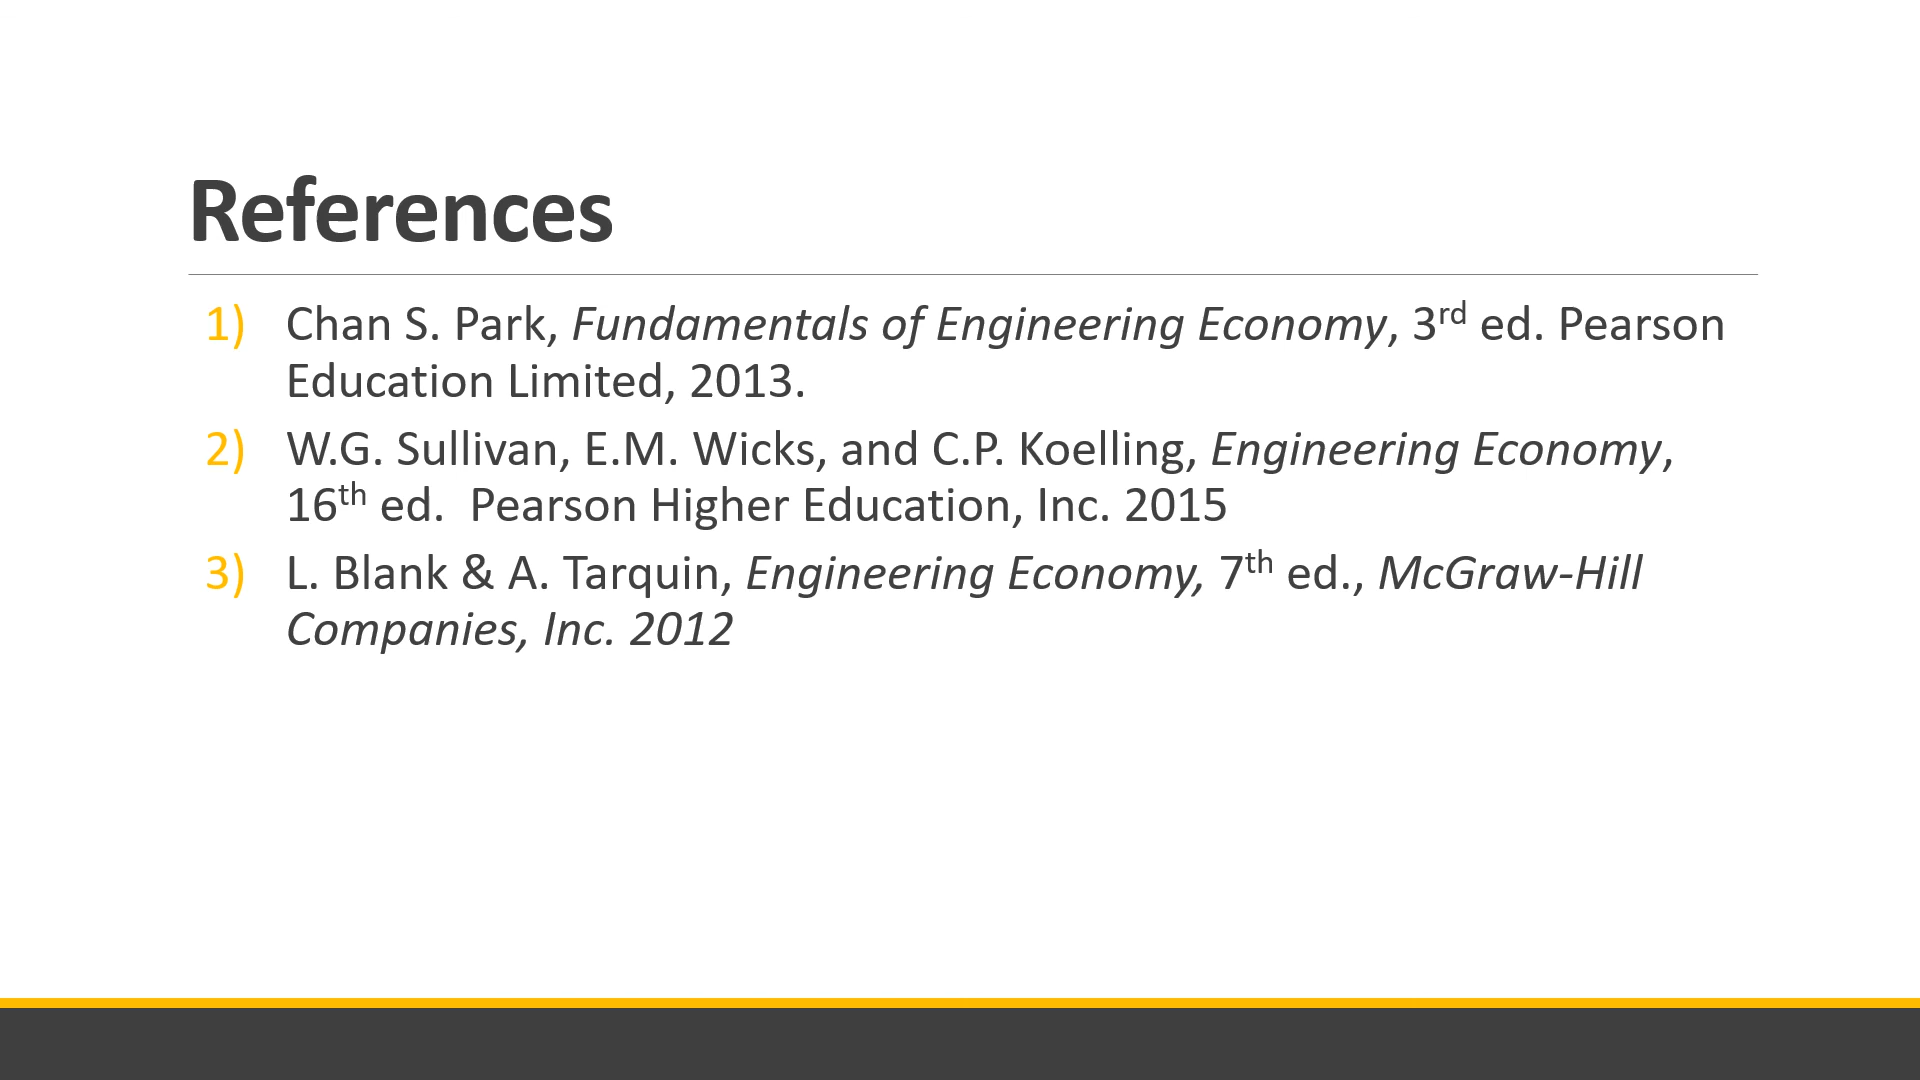 References
1) Chan S. Park, Fundamentals of Engineering Economy, 3rd ed. Pearson
Education Limited, 2013.
2) W.G. Sullivan, E.M. Wicks, and C.P. Koelling, Engineering Economy,
16th ed.  Pearson Higher Education, Inc. 2015
3) L. Blank & A. Tarquin, Engineering Economy, 7th ed., McGraw-Hill
Companies, Inc. 2012